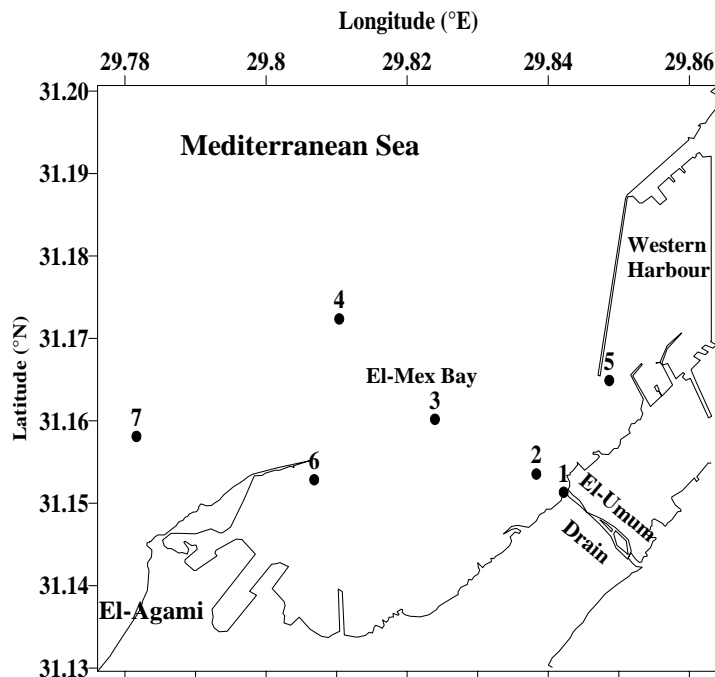 Longitude (°E)
29.78 29.8 29.82 29.84 29.86
31.20
Mediterranean Sea
31.19
Western
Harbour
31.18
4
31.17
5
El-Mex Bay
3
31.16
7
6
2
1
El-Umum
31.15
Drain
31.14
El-Agami
31.13
Latitude (°N)